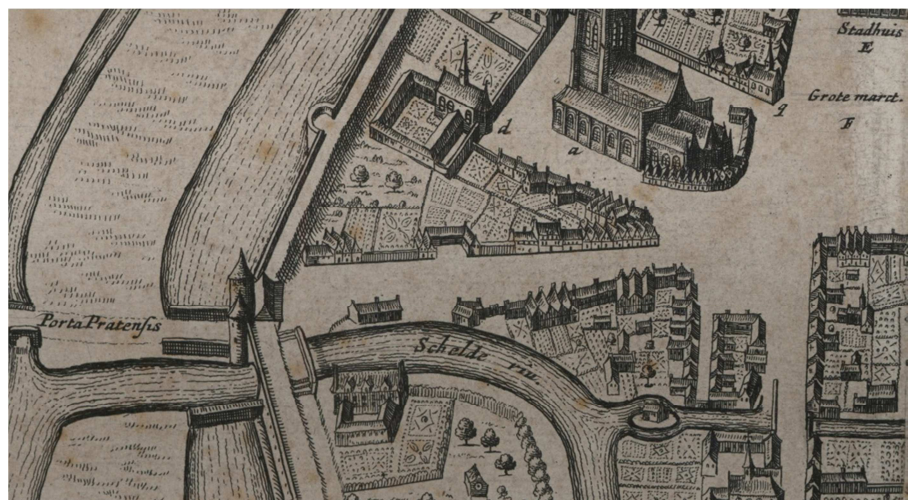 p
Stadhuis
E
Grote marct.
F
q
d
a
Porta Pratensis
Schelde
riu.